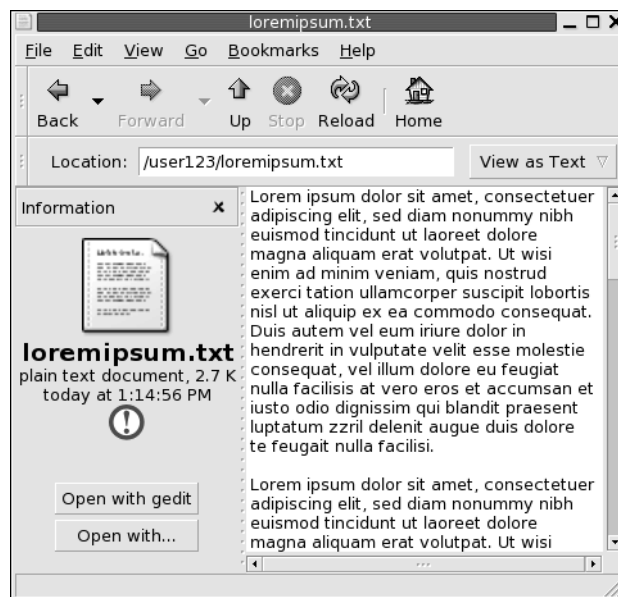 loremipsum.txt
File Edit View Go Bookmarks Help
Back Forward Up Stop Reload Home
Location: /user123/loremipsum.txt View as Text
Information
loremipsum.txt
plain text document, 2.7 K
today at 1:14:56 PM
Open with gedit
Open with...
Lorem ipsum dolor sit amet, consectetuer
adipiscing elit, sed diam nonummy nibh
euismod tincidunt ut laoreet dolore
magna aliquam erat volutpat. Ut wisi
enim ad minim veniam, quis nostrud
exerci tation ullamcorper suscipit lobortis
nisl ut aliquip ex ea commodo consequat.
Duis autem vel eum iriure dolor in
hendrerit in vulputate velit esse molestie
consequat, vel illum dolore eu feugiat
nulla facilisis at vero eros et accumsan et
iusto odio dignissim qui blandit praesent
luptatum zzril delenit augue duis dolore
te feugait nulla facilisi.
Lorem ipsum dolor sit amet, consectetuer
adipiscing elit, sed diam nonummy nibh
euismod tincidunt ut laoreet dolore
magna aliquam erat volutpat. Ut wisi